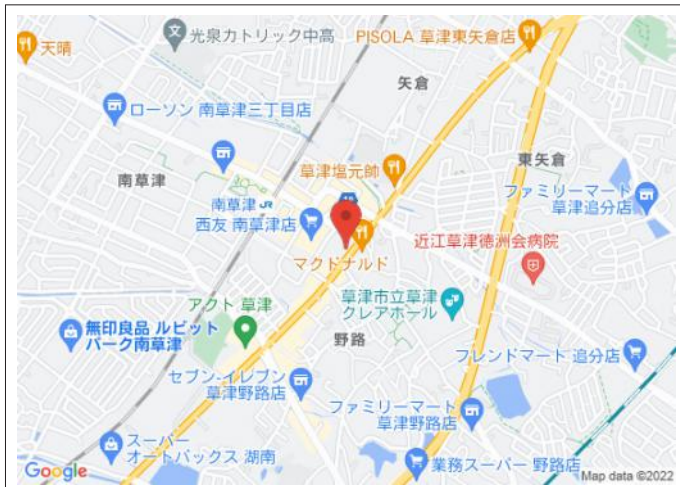 光泉カトリック中高
PISOLA 草津東矢倉店
天晴
矢倉
ローソン 南草津三丁目店
東矢倉
草津塩元帥
南草津
ファミリーマート
草津追分店
南草津 JR
西友 南草津店
近江草津徳洲会病院
マクドナルド
草津市立草津
クレアホール
アクト 草津
無印良品 ルビット
パーク南草津
野路
フレンドマート 追分店
セブン-イレブン
草津野路店
ファミリーマート
草津野路店
スーパー
オートバックス 湖南
業務スーパー 野路店
Google
Map data ©2022